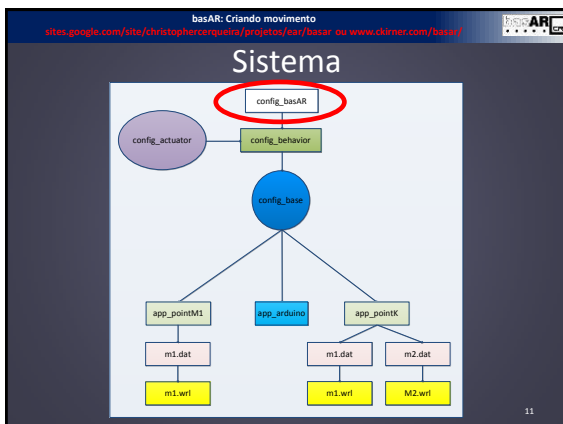 basAR: Criando movimento
sites.google.com/site/christophercerqueira/projetos/ear/basar ou www.ckirner.com/basar/
basAR
Sistema
config_basAR
config_actuator
config_behavior
config_base
app_pointM1
app_arduino
app_pointK
m1.dat
m1.dat
m2.dat
m1.wrl
m1.wrl
M2.wrl
11